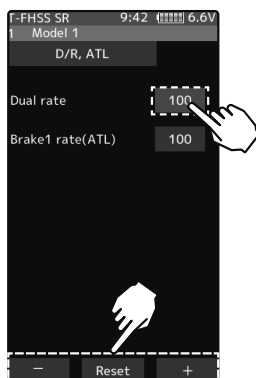 T-FHSS SR 9:42 6.6V
1 Model 1
D/R, ATL
Dual rate 100
Brake1 rate(ATL) 100
− Reset +